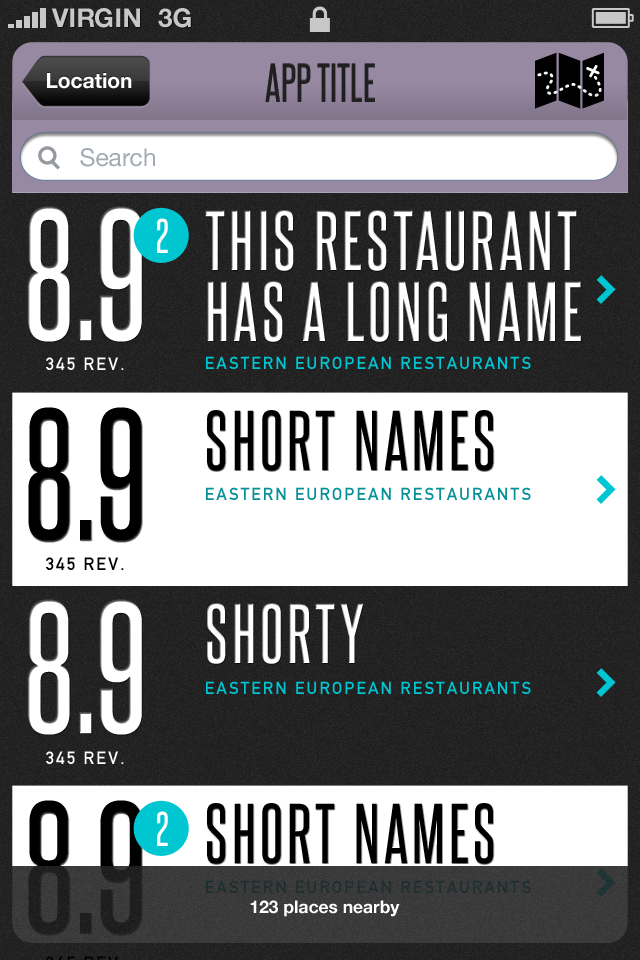 VIRGIN 3G
Location
APP TITLE
Search
8.9
2
345 REV.
THIS RESTAURANT
HAS A LONG NAME
EASTERN EUROPEAN RESTAURANTS
8.9
345 REV.
SHORT NAMES
EASTERN EUROPEAN RESTAURANTS
8.9
345 REV.
SHORTY
EASTERN EUROPEAN RESTAURANTS
8.9
2
SHORT NAMES
EASTERN EUROPEAN RESTAURANTS
123 places nearby
345 REV.